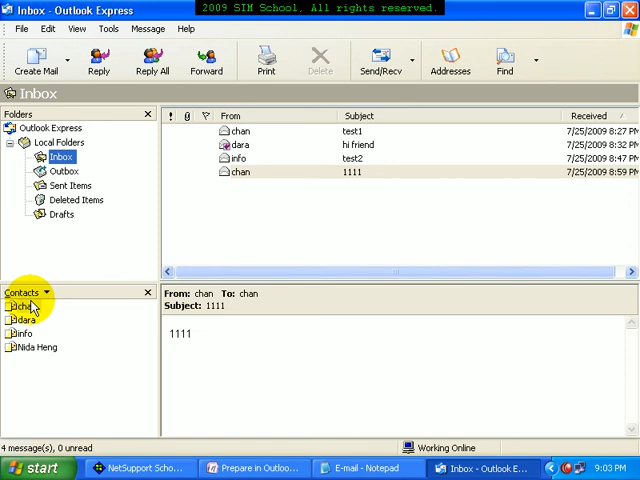 Inbox - Outlook Express
2009 SIM School. All rights reserved.
File Edit View Tools Message Help
Create Mail Reply Reply All Forward Print Delete Send/Recv Addresses Find
Inbox
Folders
Outlook Express
Local Folders
Inbox
Outbox
Sent Items
Deleted Items
Drafts
! From Subject Received
chan test1 7/25/2009 8:27 PM
dara hi friend 7/25/2009 8:32 PM
info test2 7/25/2009 8:47 PM
chan 1111 7/25/2009 8:59 PM
Contacts
chan
dara
info
Nida Heng
From: chan To: chan
Subject: 1111
1111
4 message(s), 0 unread
Working Online
start
NetSupport Schoo...
Prepare in Outloo...
E-mail - Notepad
Inbox - Outlook E...
9:03 PM